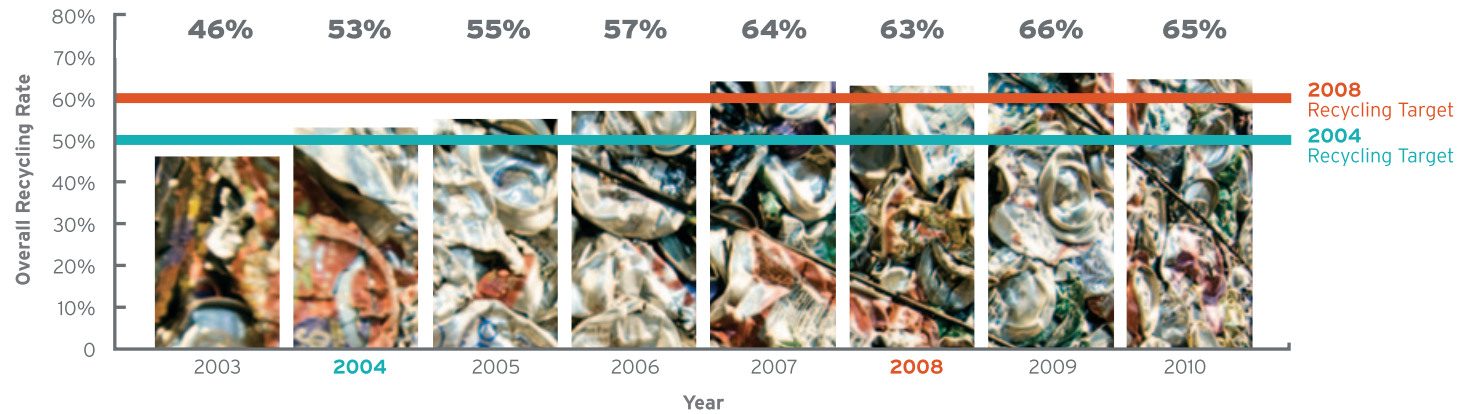 80%
46% 53% 55% 57% 64% 63% 66% 65%
70%
60%
50%
40%
30%
20%
10%
0
Overall Recycling Rate
2008
Recycling Target
2004
Recycling Target
2003 2004 2005 2006 2007 2008 2009 2010
Year